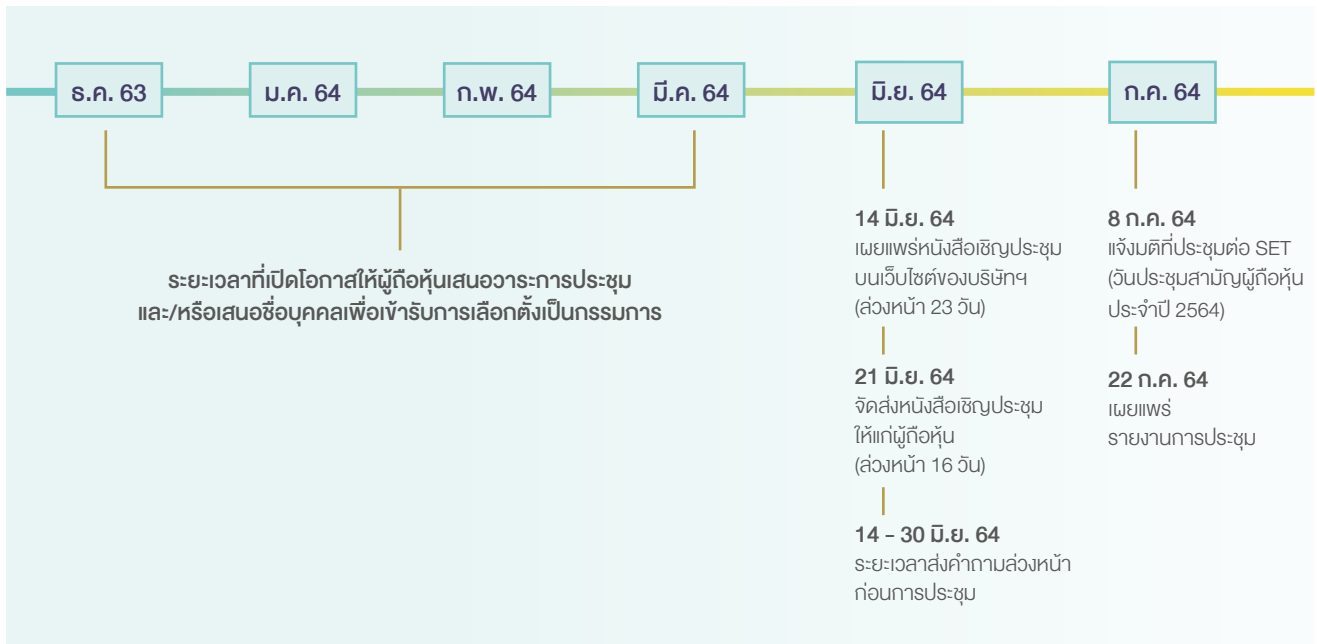 ธ.ค. 63
ม.ค. 64
ก.พ. 64
มี.ค. 64
มิ.ย. 64
ก.ค. 64
ระยะเวลาที่เปิดโอกาสให้ผู้ถือหุ้นเสนอวาระการประชุม
และ/หรือเสนอชื่อบุคคลเพื่อเข้ารับการเลือกตั้งเป็นกรรมการ
14 มิ.ย. 64
เผยแพร่หนังสือเชิญประชุม
บนเว็บไซต์ของบริษัทฯ
(ล่วงหน้า 23 วัน)
21 มิ.ย. 64
จัดส่งหนังสือเชิญประชุม
ให้แก่ผู้ถือหุ้น
(ล่วงหน้า 16 วัน)
14 - 30 มิ.ย. 64
ระยะเวลาส่งคำถามล่วงหน้า
ก่อนการประชุม
8 ก.ค. 64
แจ้งมติที่ประชุมต่อ SET
(วันประชุมสามัญผู้ถือหุ้น
ประจำปี 2564)
22 ก.ค. 64
เผยแพร่
รายงานการประชุม